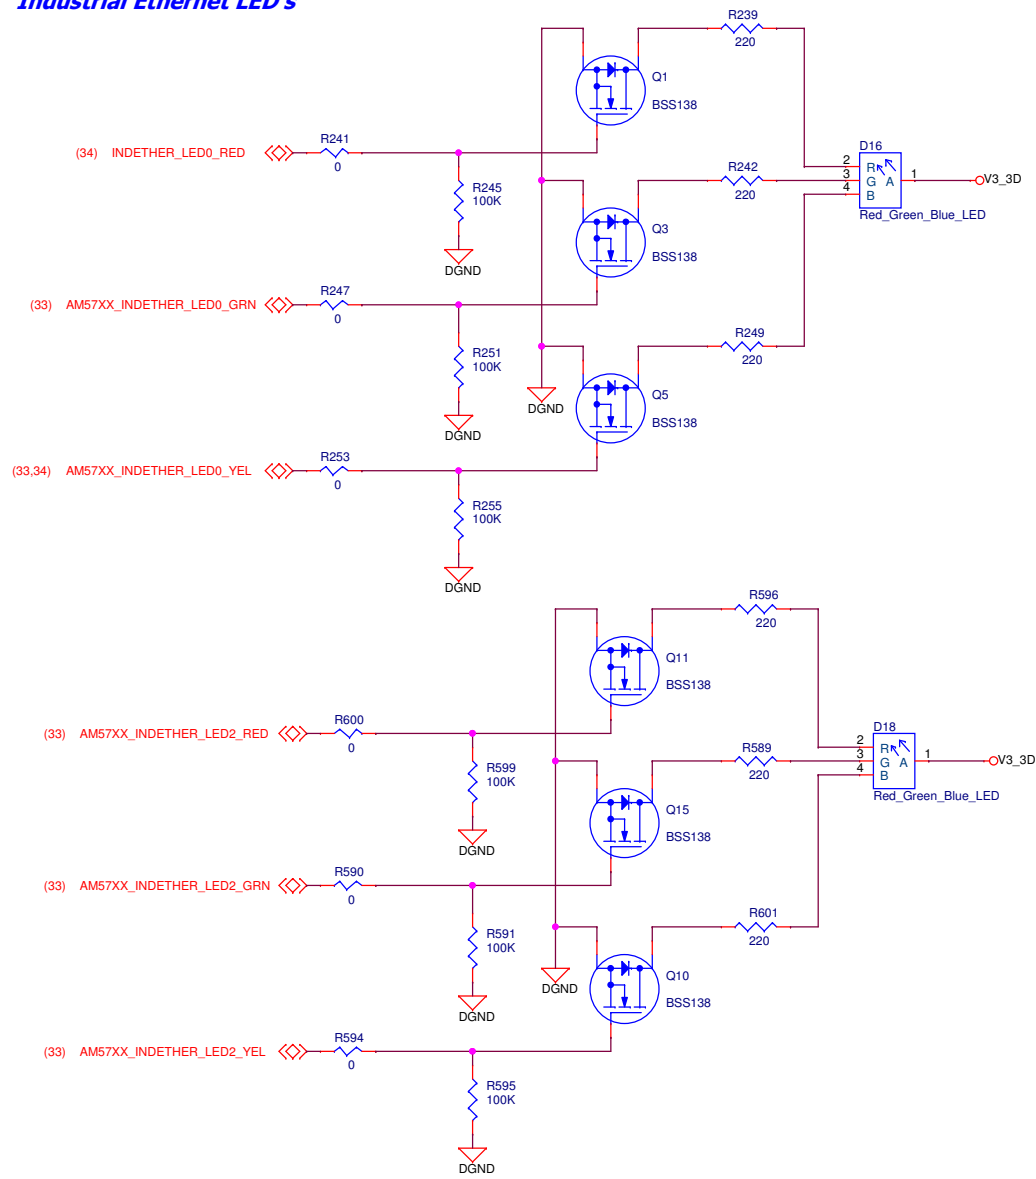 Industrial Ethernet LED's
R239
220
Q1
BSS138
(34) INDETHER_LED0_RED
R241
0
R245
100K
DGND
R242
220
Q3
BSS138
D16
2
3
4
R
G A
B
1
V3_3D
Red_Green_Blue_LED
(33) AM57XX_INDETHER_LED0_GRN
R247
0
R251
100K
DGND
R249
220
DGND
Q5
BSS138
(33,34) AM57XX_INDETHER_LED0_YEL
R253
0
R255
100K
DGND
R596
220
Q11
BSS138
(33) AM57XX_INDETHER_LED2_RED
R600
0
R599
100K
DGND
R589
220
Q15
BSS138
D18
2
3
4
R
G A
B
1
V3_3D
Red_Green_Blue_LED
(33) AM57XX_INDETHER_LED2_GRN
R590
0
R591
100K
DGND
R601
220
DGND
Q10
BSS138
(33) AM57XX_INDETHER_LED2_YEL
R594
0
R595
100K
DGND